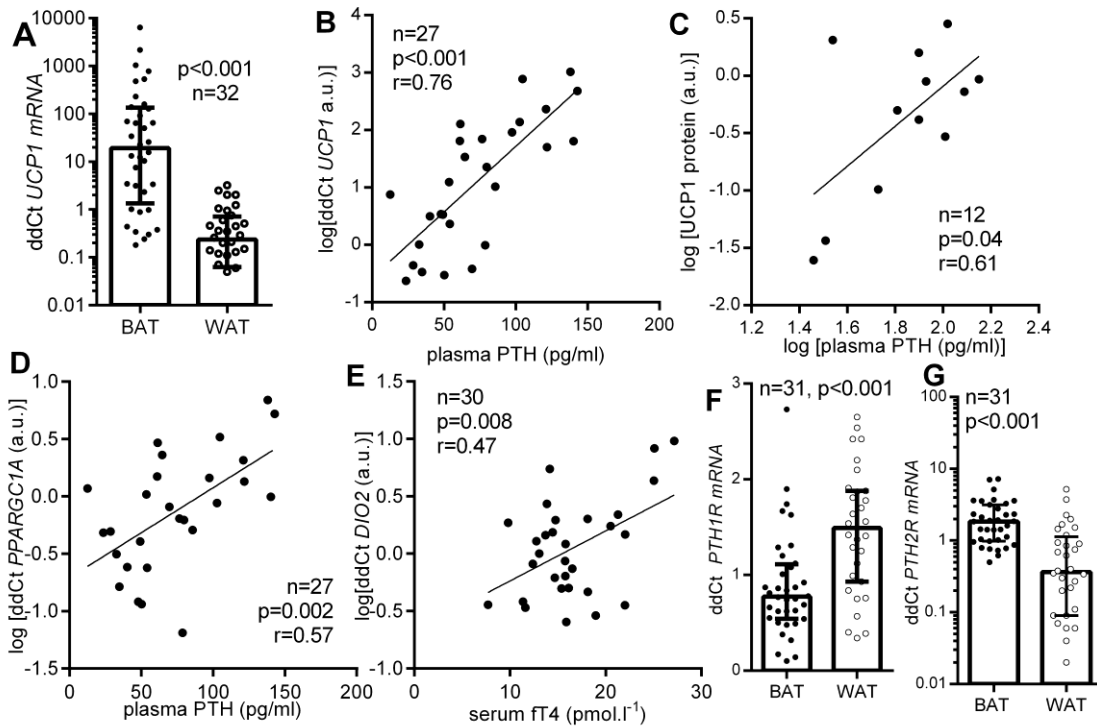 A
ddCt UCP1 mRNA
10000
1000
100
10
1
0.1
0.01
p<0.001
n=32
BAT WAT
B
n=27
p<0.001
r=0.76
log[ddCt UCP1 a.u.)]
4
3
2
1
0
-1
0 50 100 150 200
plasma PTH (pg/ml)
C
log [UCP1 protein (a.u.)]
0.5
0.0
-0.5
-1.0
-1.5
-2.0
n=12
p=0.04
r=0.61
1.2 1.4 1.6 1.8 2.0 2.2 2.4
log [plasma PTH (pg/ml)]
D
log [ddCt PPARGC1A (a.u.)]
1.0
0.5
0.0
-0.5
-1.0
-1.5
n=27
p=0.002
r=0.57
0 50 100 150 200
plasma PTH (pg/ml)
E
n=30
p=0.008
r=0.47
log[ddCt DIO2 (a.u.)]
1.5
1.0
0.5
0.0
-0.5
-1.0
0 10 20 30
serum fT4 (pmol.l-1)
F
n=31, p<0.001
ddCt PTH1R mRNA
3
2
1
0
BAT WAT
G
n=31
p<0.001
ddCt PTH2R mRNA
100
10
1
0.1
0.01
BAT WAT